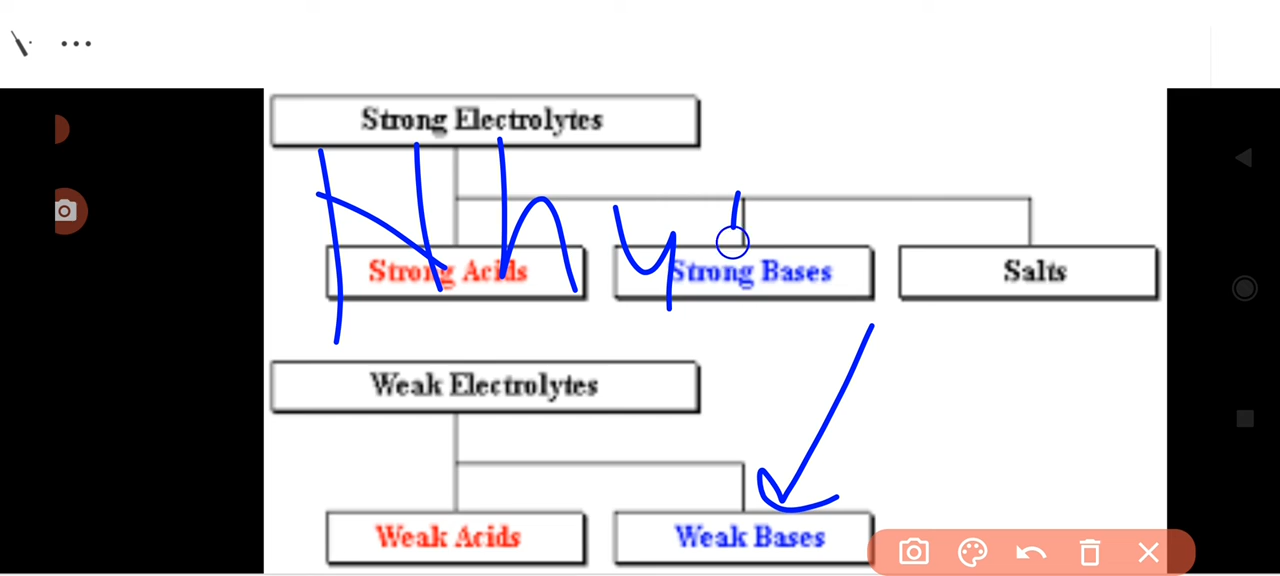 Strong Electrolytes
Strong Acids Strong Bases Salts
Weak Electrolytes
Weak Acids Weak Bases